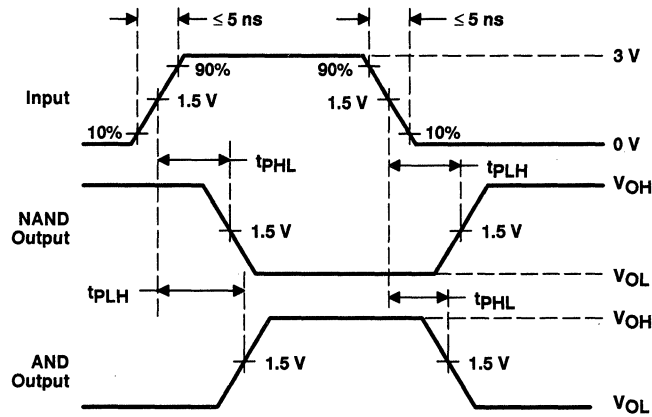 ≤ 5 ns
≤ 5 ns
3 V
90%
90%
Input
1.5 V
1.5 V
10%
10%
0 V
tPHL
tPLH
VOH
NAND
Output
1.5 V
1.5 V
VOL
tPLH
tPHL
VOH
AND
Output
1.5 V
1.5 V
VOL